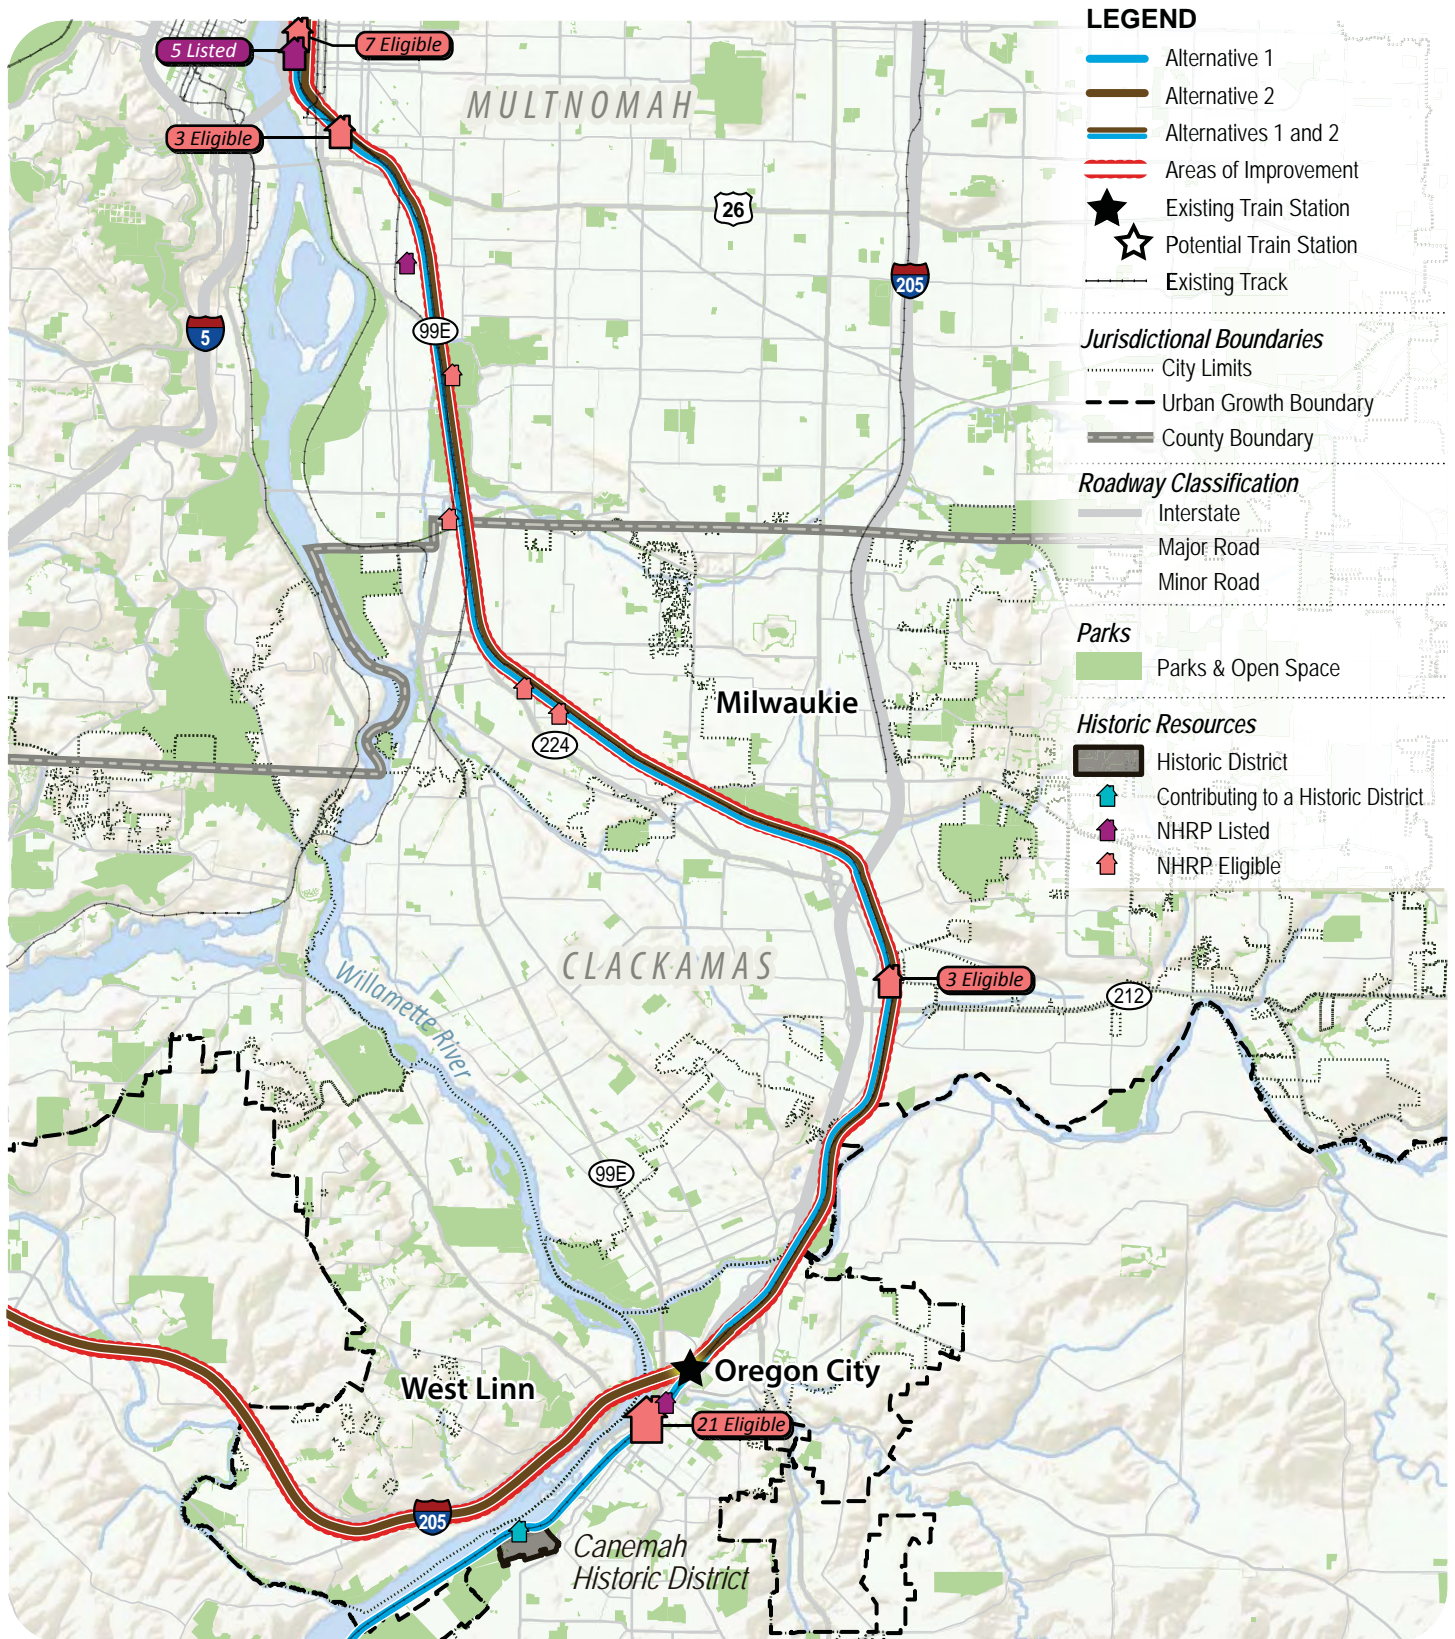 LEGEND
Alternative 1
Alternative 2
Alternatives 1 and 2
Areas of Improvement
Existing Train Station
Potential Train Station
Existing Track
Jurisdictional Boundaries
City Limits
Urban Growth Boundary
County Boundary
Roadway Classification
Interstate
Major Road
Minor Road
Parks
Parks & Open Space
Historic Resources
Historic District
Contributing to a Historic District
NHRP Listed
NHRP Eligible
5 Listed
7 Eligible
3 Eligible
MULTNOMAH
26
205
5
99E
Milwaukie
224
CLACKAMAS
3 Eligible
212
Willamette River
99E
Oregon City
West Linn
21 Eligible
205
Canemah
Historic District